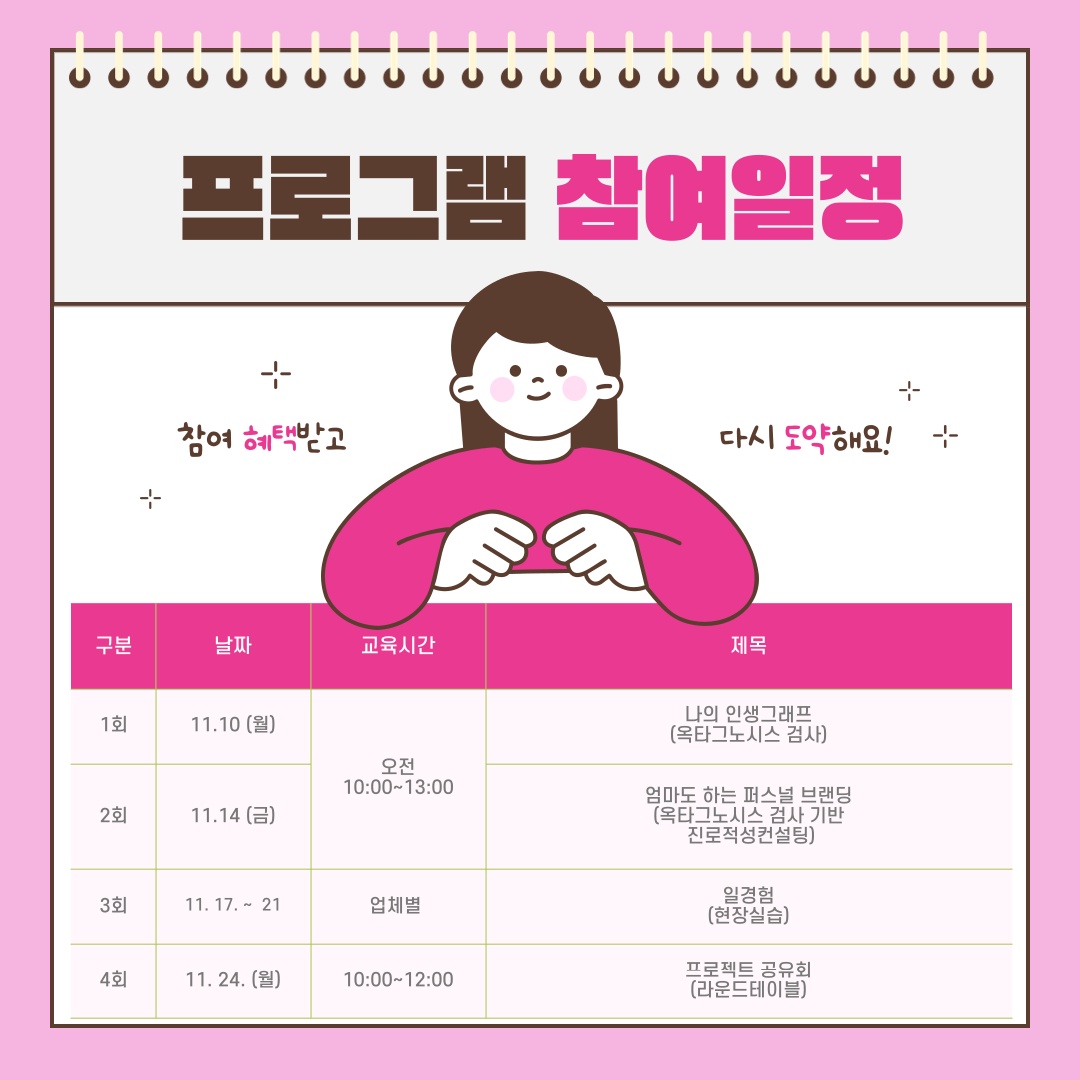 프로그램 참여일정
참여 혜택받고
다시 도약해요!
구분 날짜 교육시간 제목
1회 11.10 (월) 오전 10:00~13:00 나의 인생그래프
(옥타그노시스 검사)
2회 11.14 (금) 엄마도 하는 퍼스널 브랜딩
(옥타그노시스 검사 기반
진로적성컨설팅)
3회 11. 17. ~ 21 업체별 일경험
(현장실습)
4회 11. 24. (월) 10:00~12:00 프로젝트 공유회
(라운드테이블)